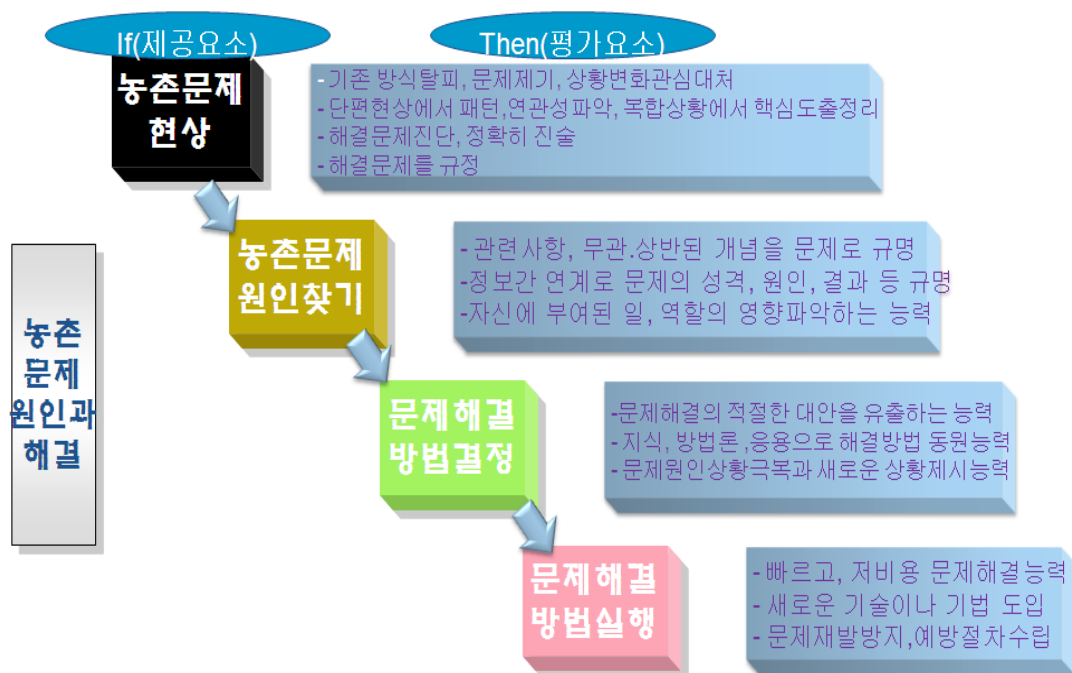 If(제공요소)
Then(평가요소)
농촌문제
현상
- 기존 방식탈피, 문제제기, 상황변화관심대처
- 단편현상에서 패턴,연관성파악, 복합상황에서 핵심도출정리
- 해결문제진단, 정확히 진술
- 해결문제를 규정
농촌문제
원인찾기
- 관련사항, 무관.상반된 개념을 문제로 규명
-정보간 연계로 문제의 성격, 원인, 결과 등 규명
-자신에 부여된 일, 역할의 영향파악하는 능력
농촌
문제
원인과
해결
문제해결
방법결정
-문제해결의 적절한 대안을 유출하는 능력
- 지식, 방법론 ,응용으로 해결방법 동원능력
- 문제원인상황극복과 새로운 상황제시능력
문제해결
방법실행
- 빠르고, 저비용 문제해결능력
- 새로운 기술이나 기법 도입
- 문제재발방지,예방절차수립